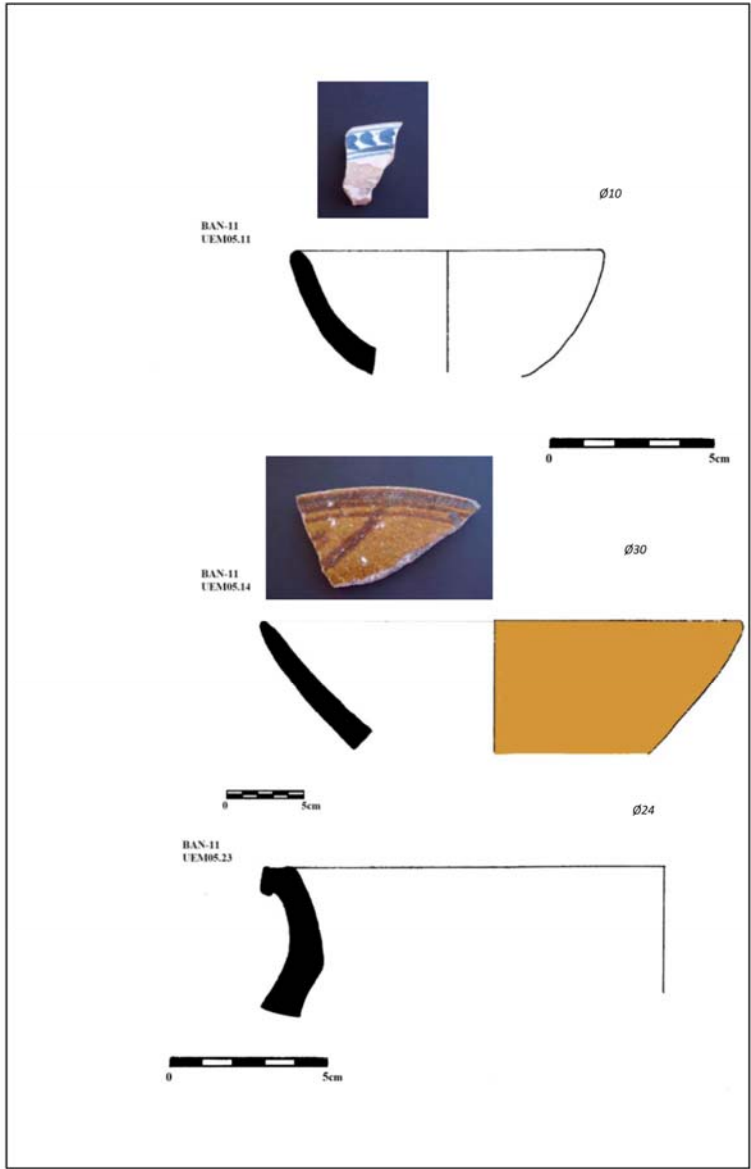 Ø10
BAN-11
UEM05.11
0 5cm
Ø30
BAN-11
UEM05.14
0 5cm
Ø24
BAN-11
UEM05.23
0 5cm